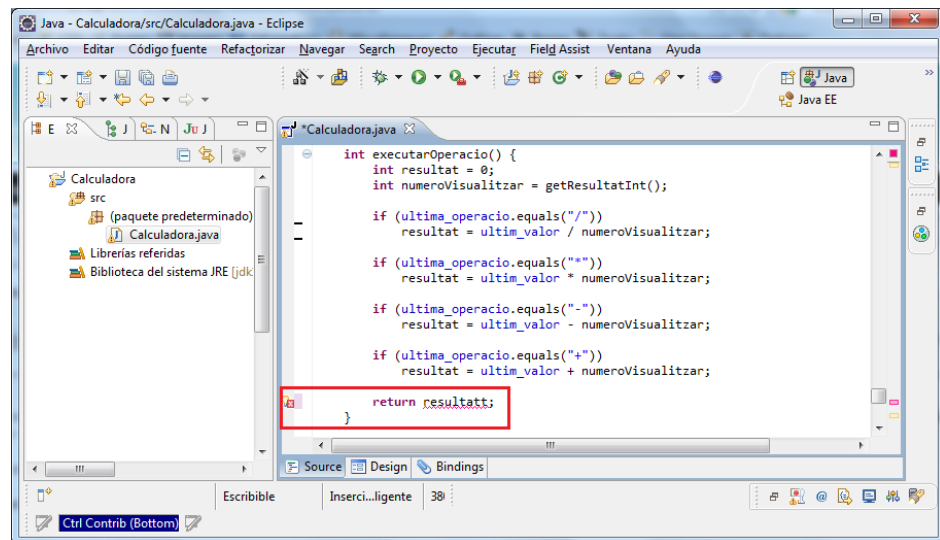 Java - Calculadora/src/Calculadora.java - Eclipse
Archivo Editar Código fuente Refactorizar Navegar Search Proyecto Ejecutar Field Assist Ventana Ayuda
Java
Java EE
E J N Ju J
*Calculadora.java
Calculadora
src
(paquete predeterminado)
Calculadora.java
Librerías referidas
Biblioteca del sistema JRE [jdk
int executarOperacio() {
int resultat = 0;
int numeroVisualitzar = getResultatInt();
if (ultima_operacio.equals("/"))
resultat = ultim_valor / numeroVisualitzar;
if (ultima_operacio.equals("*"))
resultat = ultim_valor * numeroVisualitzar;
if (ultima_operacio.equals("-"))
resultat = ultim_valor - numeroVisualitzar;
if (ultima_operacio.equals("+"))
resultat = ultim_valor + numeroVisualitzar;
return resultatt;
}
Source Design Bindings
Escribible Inserci...ligente 38
Ctrl Contrib (Bottom)